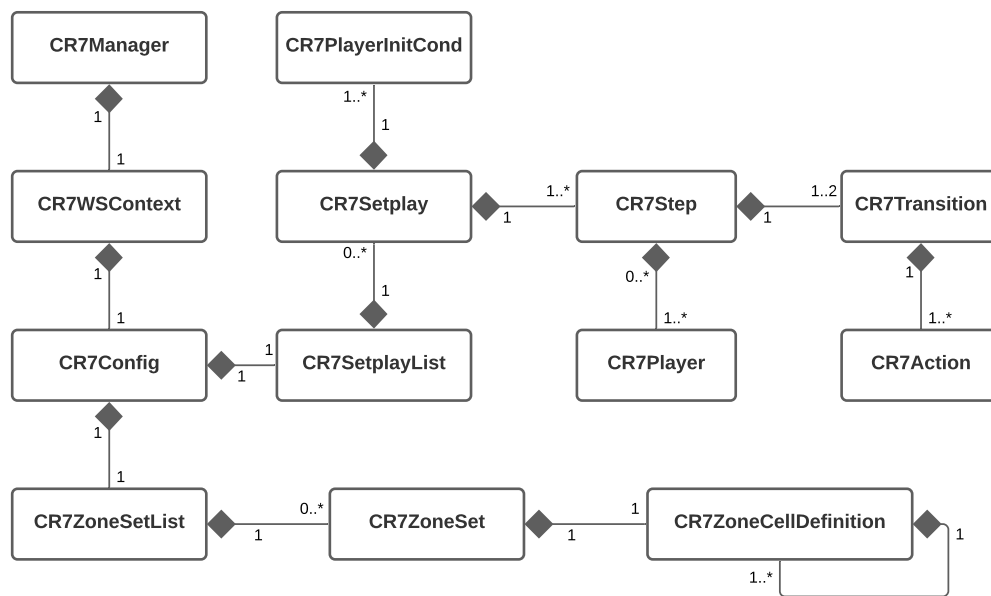 CR7Manager
CR7PlayerInitCond
1
1..*
1
1
1..*
1..2
CR7WSContext
CR7Setplay
CR7Step
CR7Transition
1
1
1
0..*
0..*
1
1
1
1..*
1..*
1
1
CR7Config
CR7SetplayList
CR7Player
CR7Action
1
1
1
0..*
1
CR7ZoneSetList
CR7ZoneSet
CR7ZoneCellDefinition
1
1
1
1..*